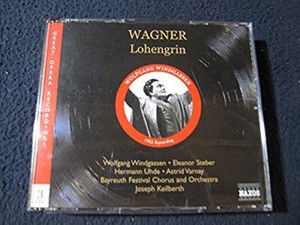 WAGNER
Lohengrin
WOLFGANG WINDGASSEN
1953 Recording
Wolfgang Windgassen • Eleanor Steber
Hermann Uhde • Astrid Varnay
Bayreuth Festival Chorus and Orchestra
Joseph Keilberth
GREAT OPERA RECORDINGS
3
NAXOS